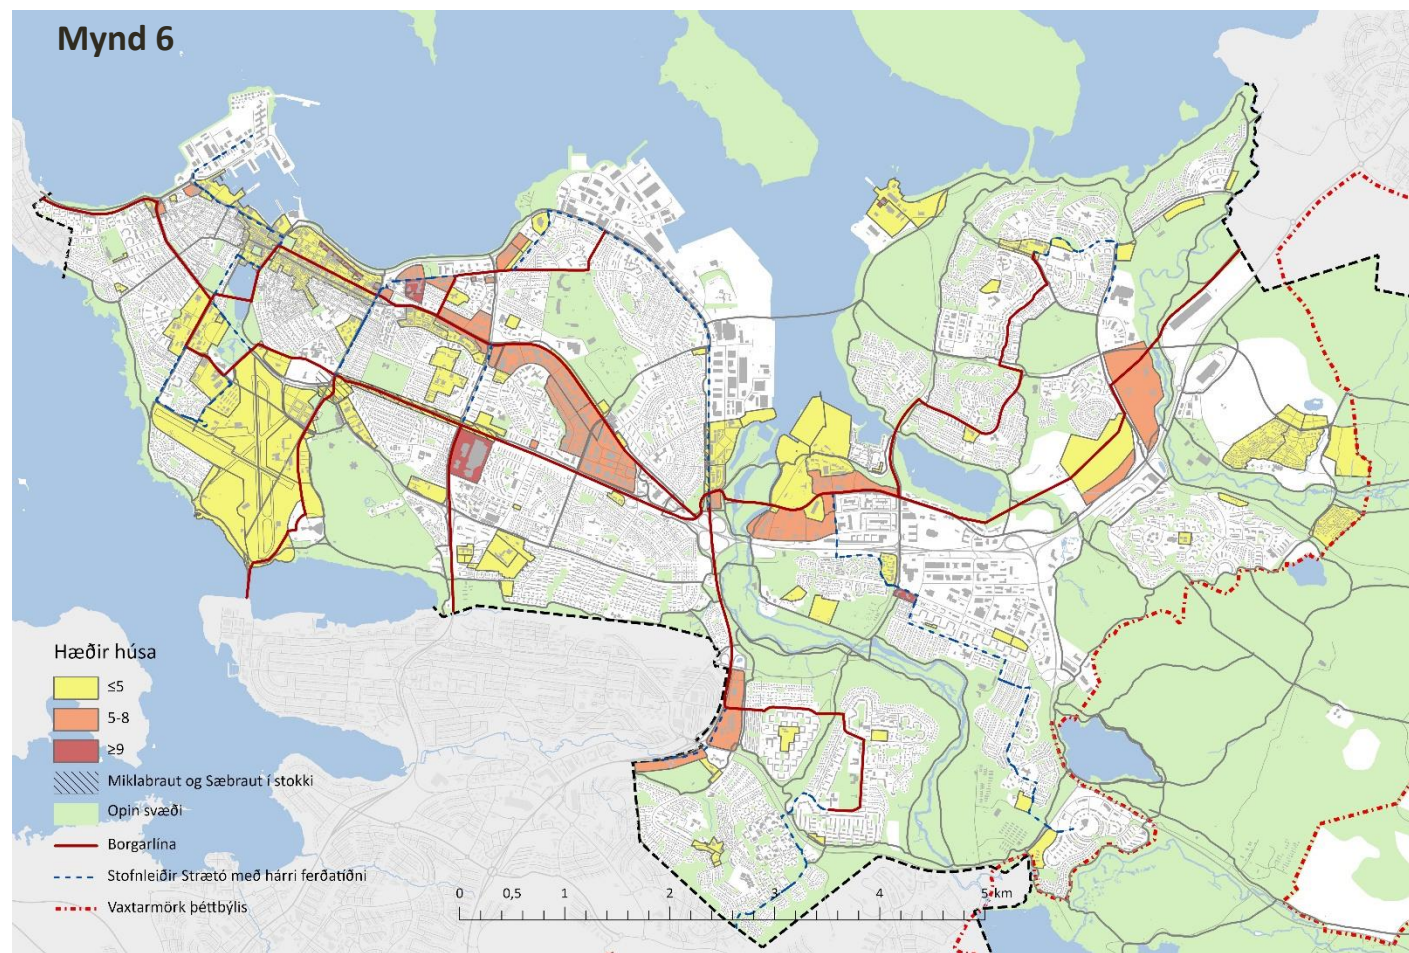 Mynd 6
Hæðir húsa
≤5
5-8
≥9
Miklabraut og Sæbraut í stokki
Opin svæði
Borgarlína
Stofnleiðir Strætó með hárri ferðatíðni
Vaxtarmörk þéttbýlis
0 0,5 1 2 3 4 5 km